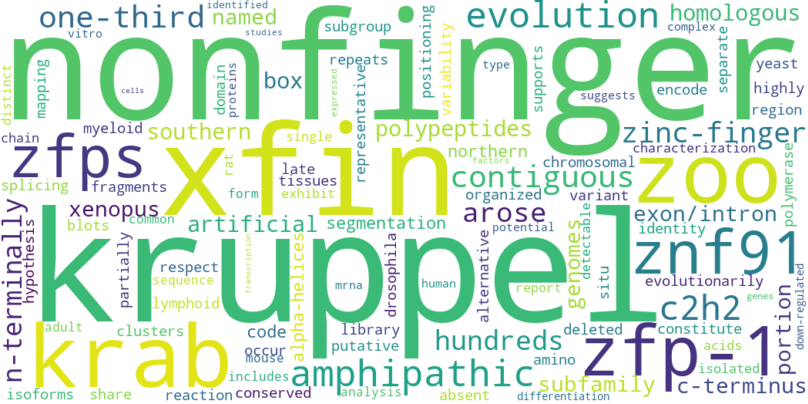 identified
one-third
named
subgroup
evolution
homologous
vitro
studies
complex
nonfinger
distinct
mapping
domain
proteins
box
repeats
expressed
representative
positioning
variability
supports
type
suggests
encode
separate
yeast
highly
region
cells
chain
myeloid
southern
single
polypeptides
zinc-finger
zfps
xfin
northern
chromosomal
characterization
zoo
polymerase
splicing
fragments
rat
late
tissues
contiguous
factors
form
exhibit
organized
variant
n-terminally
hypothesis
xenopus
common
artificial
segmentation
arose
exon/intron
blots
detectable
identity
genomes
situ
znf91
kruppel
partially
respect
sequence
lymphoid
transcription
alpha-helices
mrna
drosophila
human
alternative
potential
report
evolutionarily
c2h2
genes
down-regulated
portion
krab
adult
clusters
code
occur
mouse
library
putative
hundreds
deleted
amino
zfp-1
constitute
acids
isolated
isoforms
share
reaction
includes
conserved
amphipathic
analysis
absent
subfamily
differentiation
c-terminus